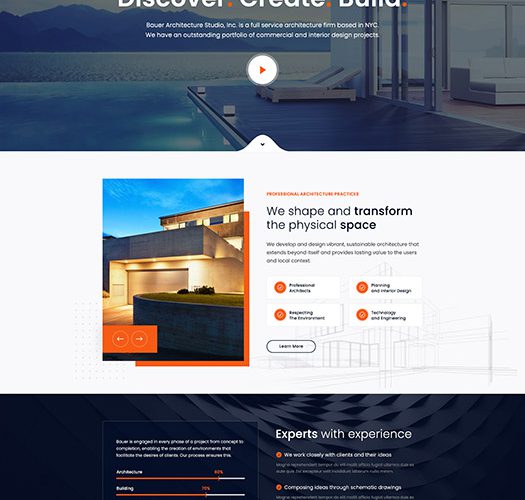 Discover. Create. Build.
Bauer Architecture Studio, Inc. is a full service architecture firm based in NYC.
We have an outstanding portfolio of commercial and interior design projects.
PROFESSIONAL ARCHITECTURE PRACTICES
We shape and transform
the physical space
We develop and design vibrant, sustainable architecture that
extends beyond itself and provides lasting value to the users
and local context.
Professional
Architects
Planning
and Interior Design
Respecting
The Environment
Technology
and Engineering
Learn More
Bauer is engaged in every phase of a project from concept to
completion, enabling the creation of environments that
facilitate the desires of clients. Our process ensures this.
Architecture 80%
Building 70%
Experts with experience
We work closely with clients and their ideas
Composing ideas through schematic drawings